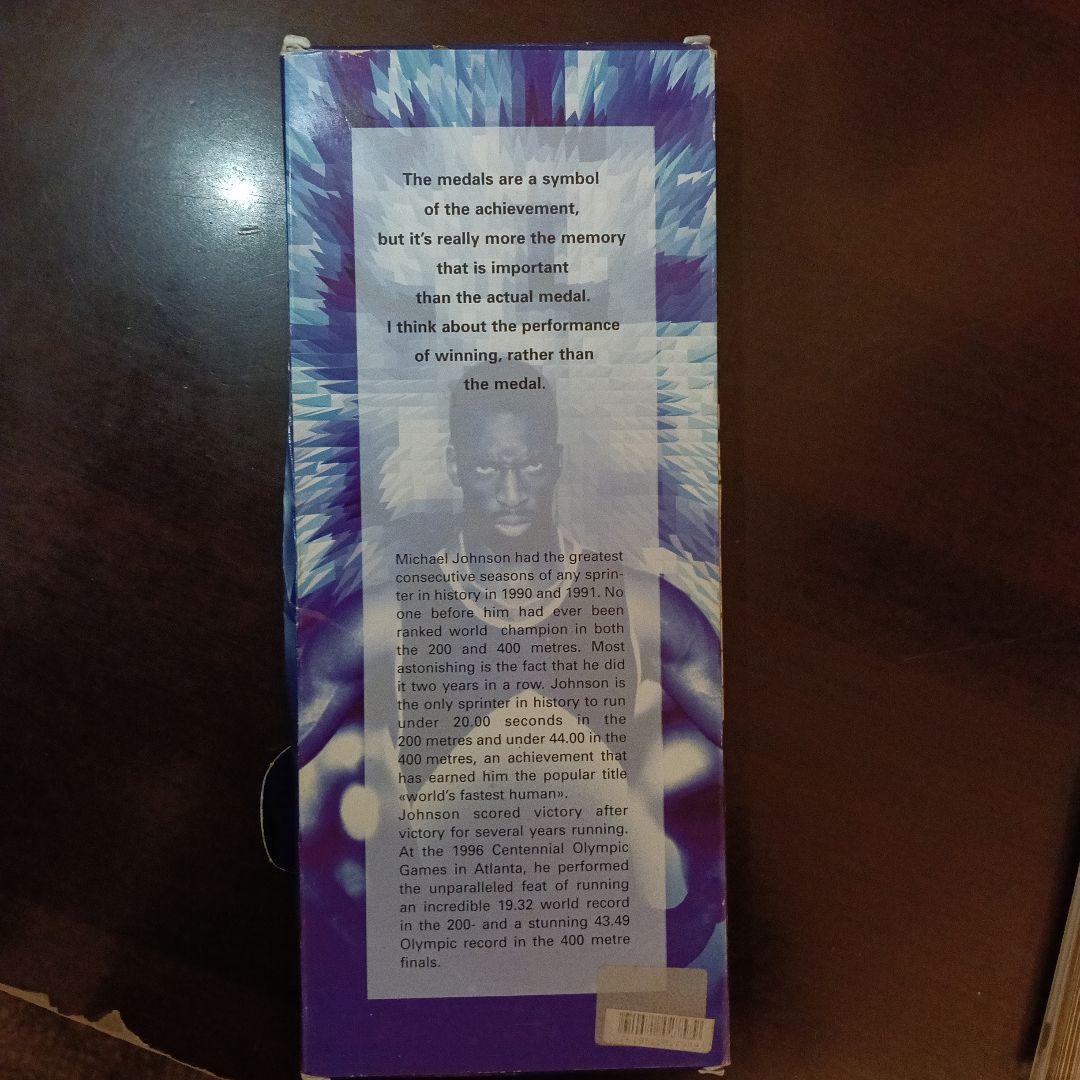 The medals are a symbol
of the achievement,
but it's really more the memory
that is important
than the actual medal.
I think about the performance
of winning, rather than
the medal.
Michael Johnson had the greatest
consecutive seasons of any sprin-
ter in history in 1990 and 1991. No
one before him had ever been
ranked world champion in both
the 200 and 400 metres. Most
astonishing is the fact that he did
it two years in a row. Johnson is
the only sprinter in history to run
under 20.00 seconds in the
200 metres and under 44.00 in the
400 metres, an achievement that
has earned him the popular title
«world's fastest human».
Johnson scored victory after
victory for several years running.
At the 1996 Centennial Olympic
Games in Atlanta, he performed
the unparalleled feat of running
an incredible 19.32 world record
in the 200- and a stunning 43.49
Olympic record in the 400 metre
finals.